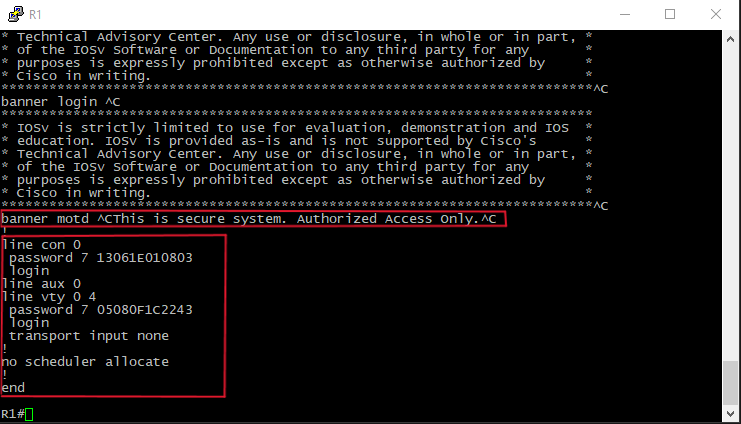 R1
* Technical Advisory Center. Any use or disclosure, in whole or in part, *
* of the IOSv Software or Documentation to any third party for any *
* purposes is expressly prohibited except as otherwise authorized by *
* Cisco in writing. *
**************************************************************************^C
banner login ^C
**************************************************************************
* IOSv is strictly limited to use for evaluation, demonstration and IOS *
* education. IOSv is provided as-is and is not supported by Cisco's *
* Technical Advisory Center. Any use or disclosure, in whole or in part, *
* of the IOSv Software or Documentation to any third party for any *
* purposes is expressly prohibited except as otherwise authorized by *
* Cisco in writing. *
**************************************************************************^C
banner motd ^CThis is secure system. Authorized Access Only.^C
!
line con 0
password 7 13061E010803
login
line aux 0
line vty 0 4
password 7 05080F1C2243
login
transport input none
!
no scheduler allocate
!
end
R1#